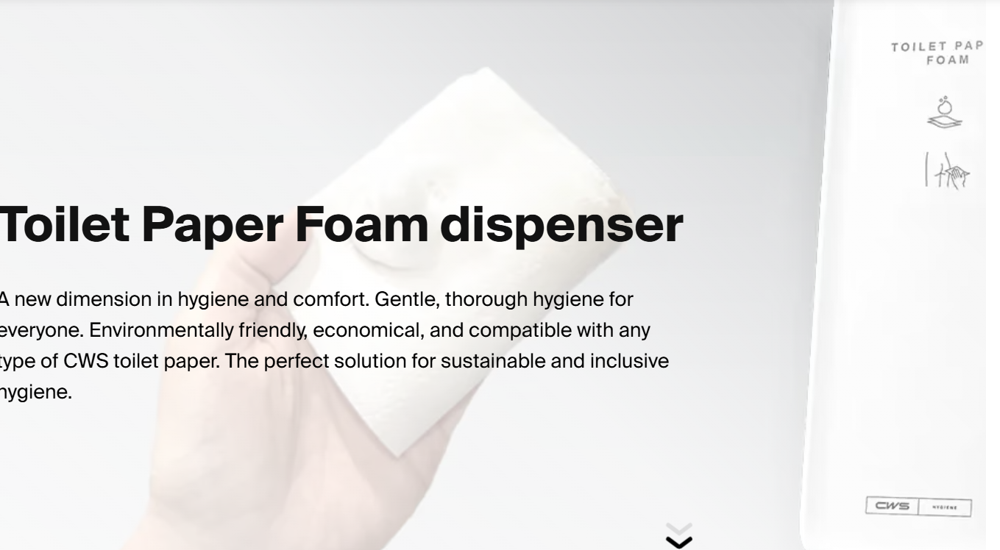 TOILET PAP
FOAM
Toilet Paper Foam dispenser
A new dimension in hygiene and comfort. Gentle, thorough hygiene for
everyone. Environmentally friendly, economical, and compatible with any
type of CWS toilet paper. The perfect solution for sustainable and inclusive
hygiene.
CWS HYGIENE